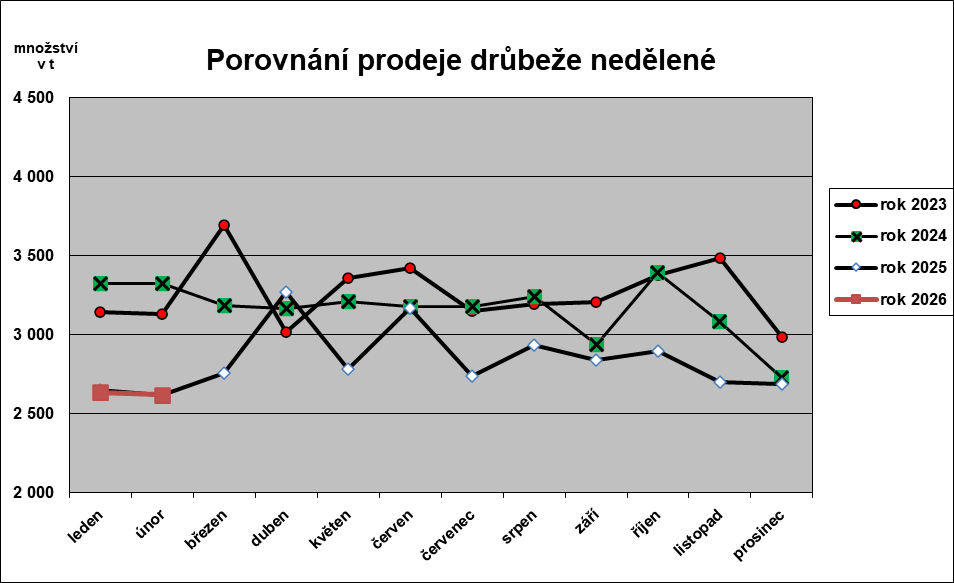 množství
v t
Porovnání prodeje drůbeže nedělené
4 500
4 000
3 500
3 000
2 500
2 000
leden
únor
březen
duben
květen
červen
červenec
srpen
září
říjen
listopad
prosinec
rok 2023
rok 2024
rok 2025
rok 2026